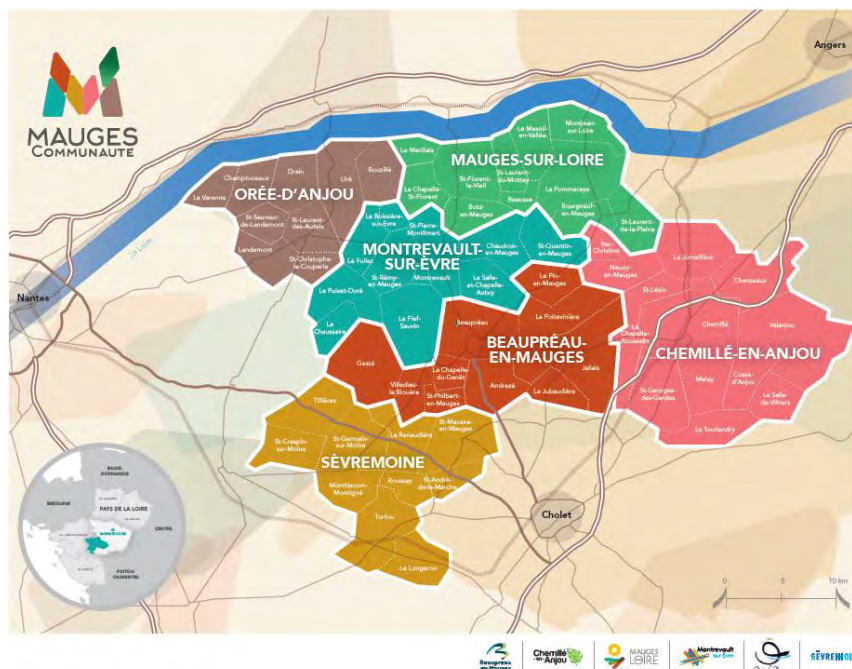 Angers
MAUGES
COMMUNAUTÉ
Le Mesnil-
en-Vallée
Montjean-
sur-Loire
Le Marillais
MAUGES-SUR-LOIRE
Champtoceaux
Drain
Liré
Bouzillé
La Varenne
ORÉE-D'ANJOU
La Chapelle-
St-Florent
St-Florent-
le-Vieil
St-Laurent-
du-Mottay
La Pommeraye
Beausse
Botz-
en-Mauges
Bourgneuf-
en-Mauges
St-Laurent-
de-la-Plaine
St-Sauveur-
de-Landemont
St-Laurent-
des-Autels
Landemont
St-Christophe-
la-Couperie
La Loire
La Boissière-
sur-Evre
St-Pierre-
Montlimart
MONTREVAULT-
SUR-ÈVRE
Chaudron-
en-Mauges
St-Quentin-
en-Mauges
Le Fuilet
St-Rémy-
en-Mauges
Montrevault
La Salle-
et-Chapelle-
Aubry
Le Puiset-Doré
La
Chaussaire
Le Fief-
Sauvin
Ste-
Christine
Neuvy-
en-Mauges
La Jumellière
St-Lézin
Chanzeaux
La
Chapelle-
Rousselin
Chemillé
Valanjou
CHEMILLÉ-EN-ANJOU
St-Georges-
des-Gardes
Melay
Cossé-
d'Anjou
La Salle-
de-Vihiers
La Tourlandry
Nantes
Le Pin-
en-Mauges
Beaupréau
La Poitevinière
BEAUPRÉAU-
EN-MAUGES
Gesté
La Chapelle-
du-Genêt
Jallais
Villedieu-
la-Blouère
St-Philbert-
en-Mauges
Andrezé
La Jubaudière
Tillières
St-Macaire-
en-Mauges
St-Crespin-
sur-Moine
St-Germain-
sur-Moine
La Renaudière
SÈVREMOINE
Montfaucon-
Montigné
Roussay
St-André-
de-la-Marche
Torfou
Le Longeron
Cholet
BASSE-
NORMANDIE
BRETAGNE
PAYS DE LA LOIRE
CENTRE
POITOU
CHARENTES
0 5 10 km
Beaupréau
en-Mauges
Chemillé
en-Anjou
MAUGES
LOIRE
Montrevault
sur Èvre